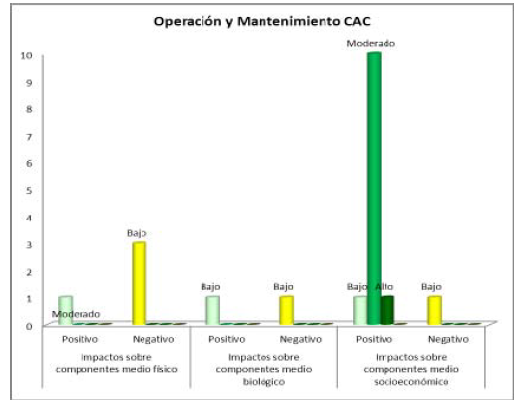 Operación y Mantenimiento CAC
Moderado
10
9
8
7
6
5
4
3
2
1
0
Bajo
Bajo
Bajo
Bajo Alto
Bajo
Moderado
Positivo Negativo Positivo Negativo Positivo Negativo
Impactos sobre componentes medio físico
Impactos sobre componentes medio biológico
Impactos sobre componentes medio socioeconómico